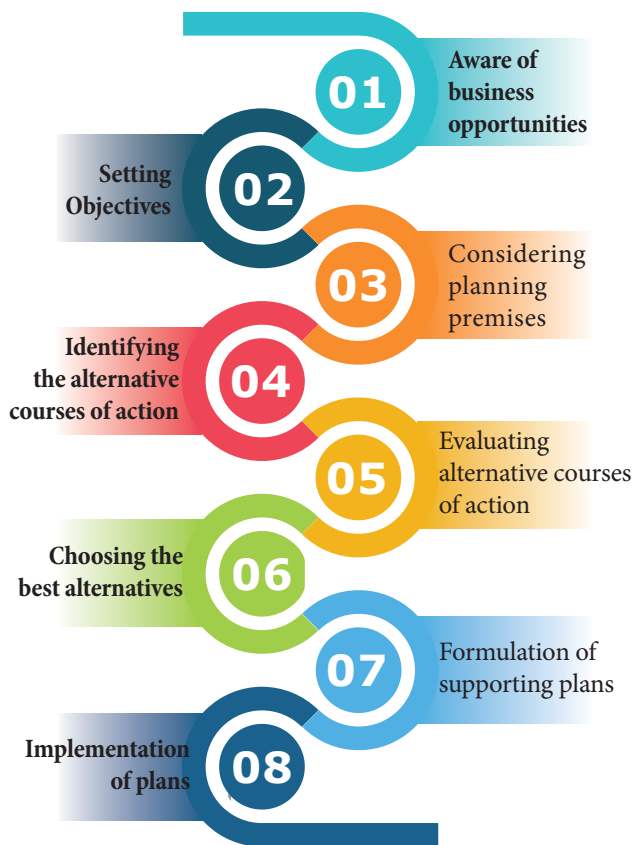 01
Aware of
business
opportunities
02
Setting
Objectives
03
Considering
planning
premises
04
Identifying
the alternative
courses of action
05
Evaluating
alternative courses
of action
06
Choosing the
best alternatives
07
Formulation of
supporting plans
08
Implementation
of plans